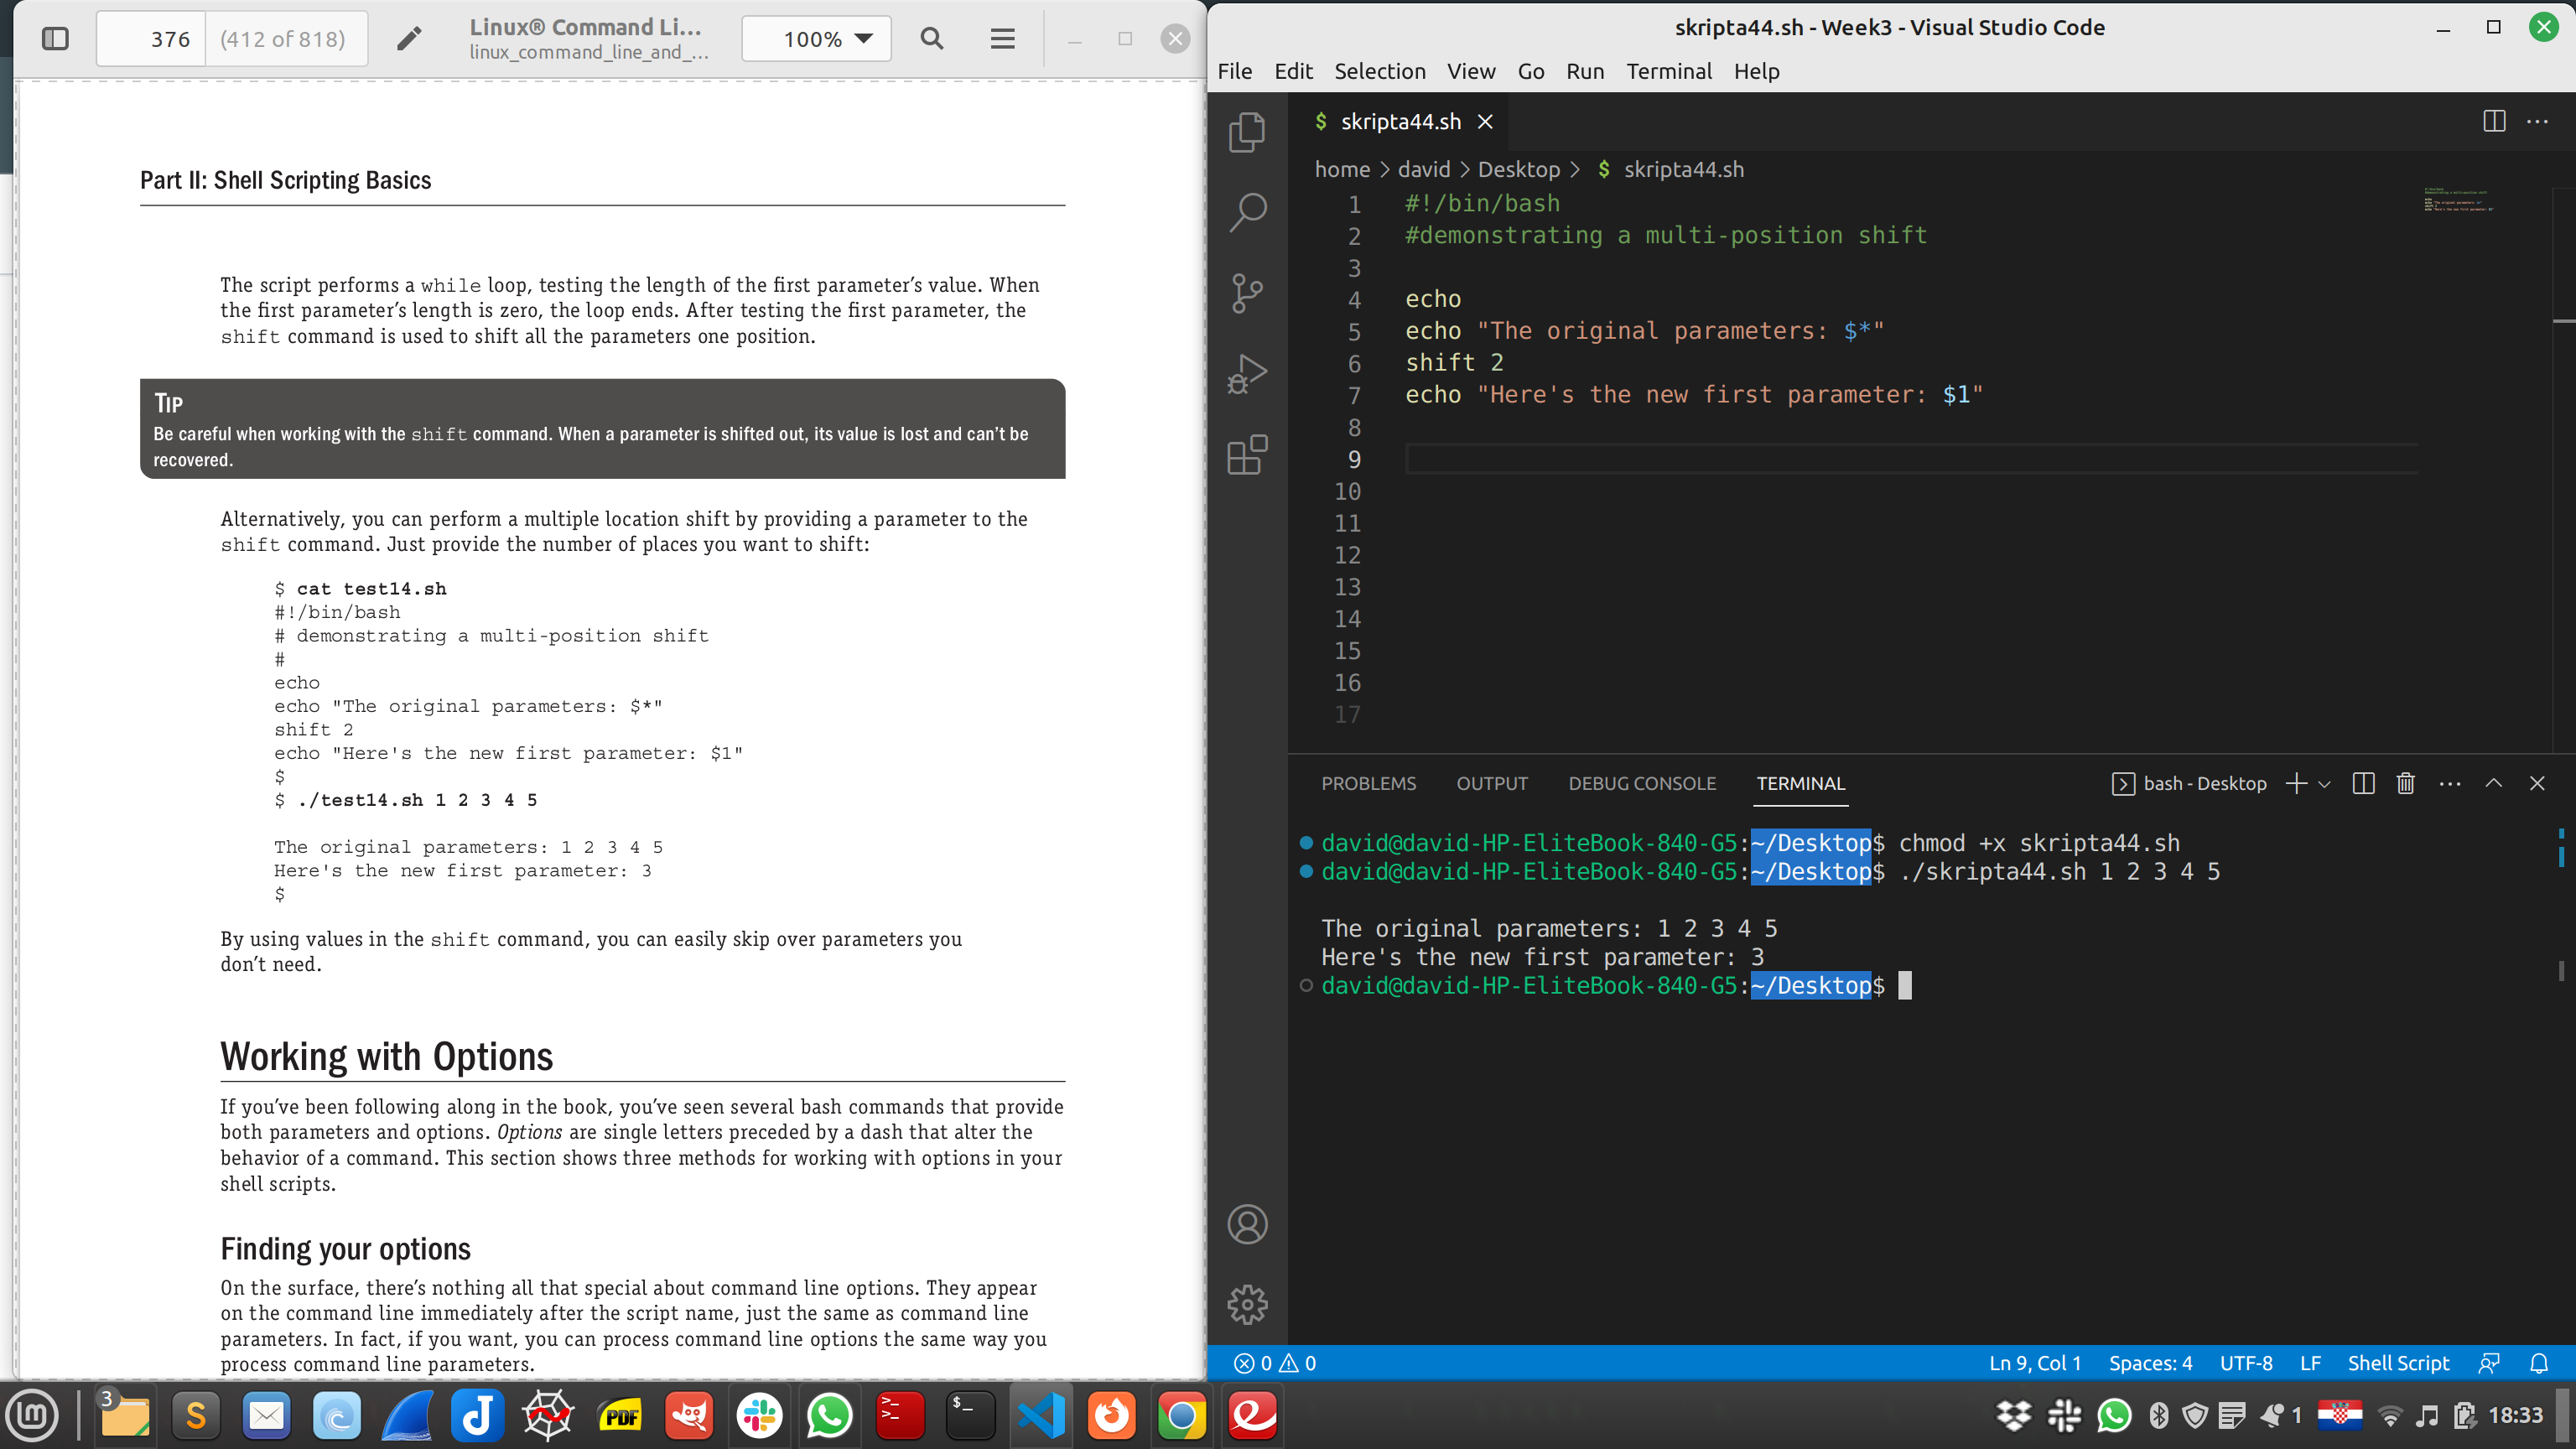 376
(412 of 818)
Linux® Command Li...
linux_command_line_and_...
100%
Part II: Shell Scripting Basics
The script performs a while loop, testing the length of the first parameter’s value. When
the first parameter’s length is zero, the loop ends. After testing the first parameter, the
shift command is used to shift all the parameters one position.
TIP
Be careful when working with the shift command. When a parameter is shifted out, its value is lost and can’t be
recovered.
Alternatively, you can perform a multiple location shift by providing a parameter to the
shift command. Just provide the number of places you want to shift:
$ cat test14.sh
#!/bin/bash
# demonstrating a multi-position shift
#
echo
echo "The original parameters: $*"
shift 2
echo "Here's the new first parameter: $1"
$
$ ./test14.sh 1 2 3 4 5
The original parameters: 1 2 3 4 5
Here's the new first parameter: 3
$
By using values in the shift command, you can easily skip over parameters you
don’t need.
Working with Options
If you’ve been following along in the book, you’ve seen several bash commands that provide
both parameters and options. Options are single letters preceded by a dash that alter the
behavior of a command. This section shows three methods for working with options in your
shell scripts.
Finding your options
On the surface, there’s nothing all that special about command line options. They appear
on the command line immediately after the script name, just the same as command line
parameters. In fact, if you want, you can process command line options the same way you
process command line parameters.
skripta44.sh - Week3 - Visual Studio Code
File Edit Selection View Go Run Terminal Help
$ skripta44.sh
home > david > Desktop > $ skripta44.sh
1 #!/bin/bash
2 #demonstrating a multi-position shift
3
4 echo
5 echo "The original parameters: $*"
6 shift 2
7 echo "Here's the new first parameter: $1"
8
9
10
11
12
13
14
15
16
17
PROBLEMS OUTPUT DEBUG CONSOLE TERMINAL bash - Desktop
david@david-HP-EliteBook-840-G5:~/Desktop$ chmod +x skripta44.sh
david@david-HP-EliteBook-840-G5:~/Desktop$ ./skripta44.sh 1 2 3 4 5
The original parameters: 1 2 3 4 5
Here's the new first parameter: 3
david@david-HP-EliteBook-840-G5:~/Desktop$
0 0 Ln 9, Col 1 Spaces: 4 UTF-8 LF Shell Script
3 S PDF $_ 1 18:33